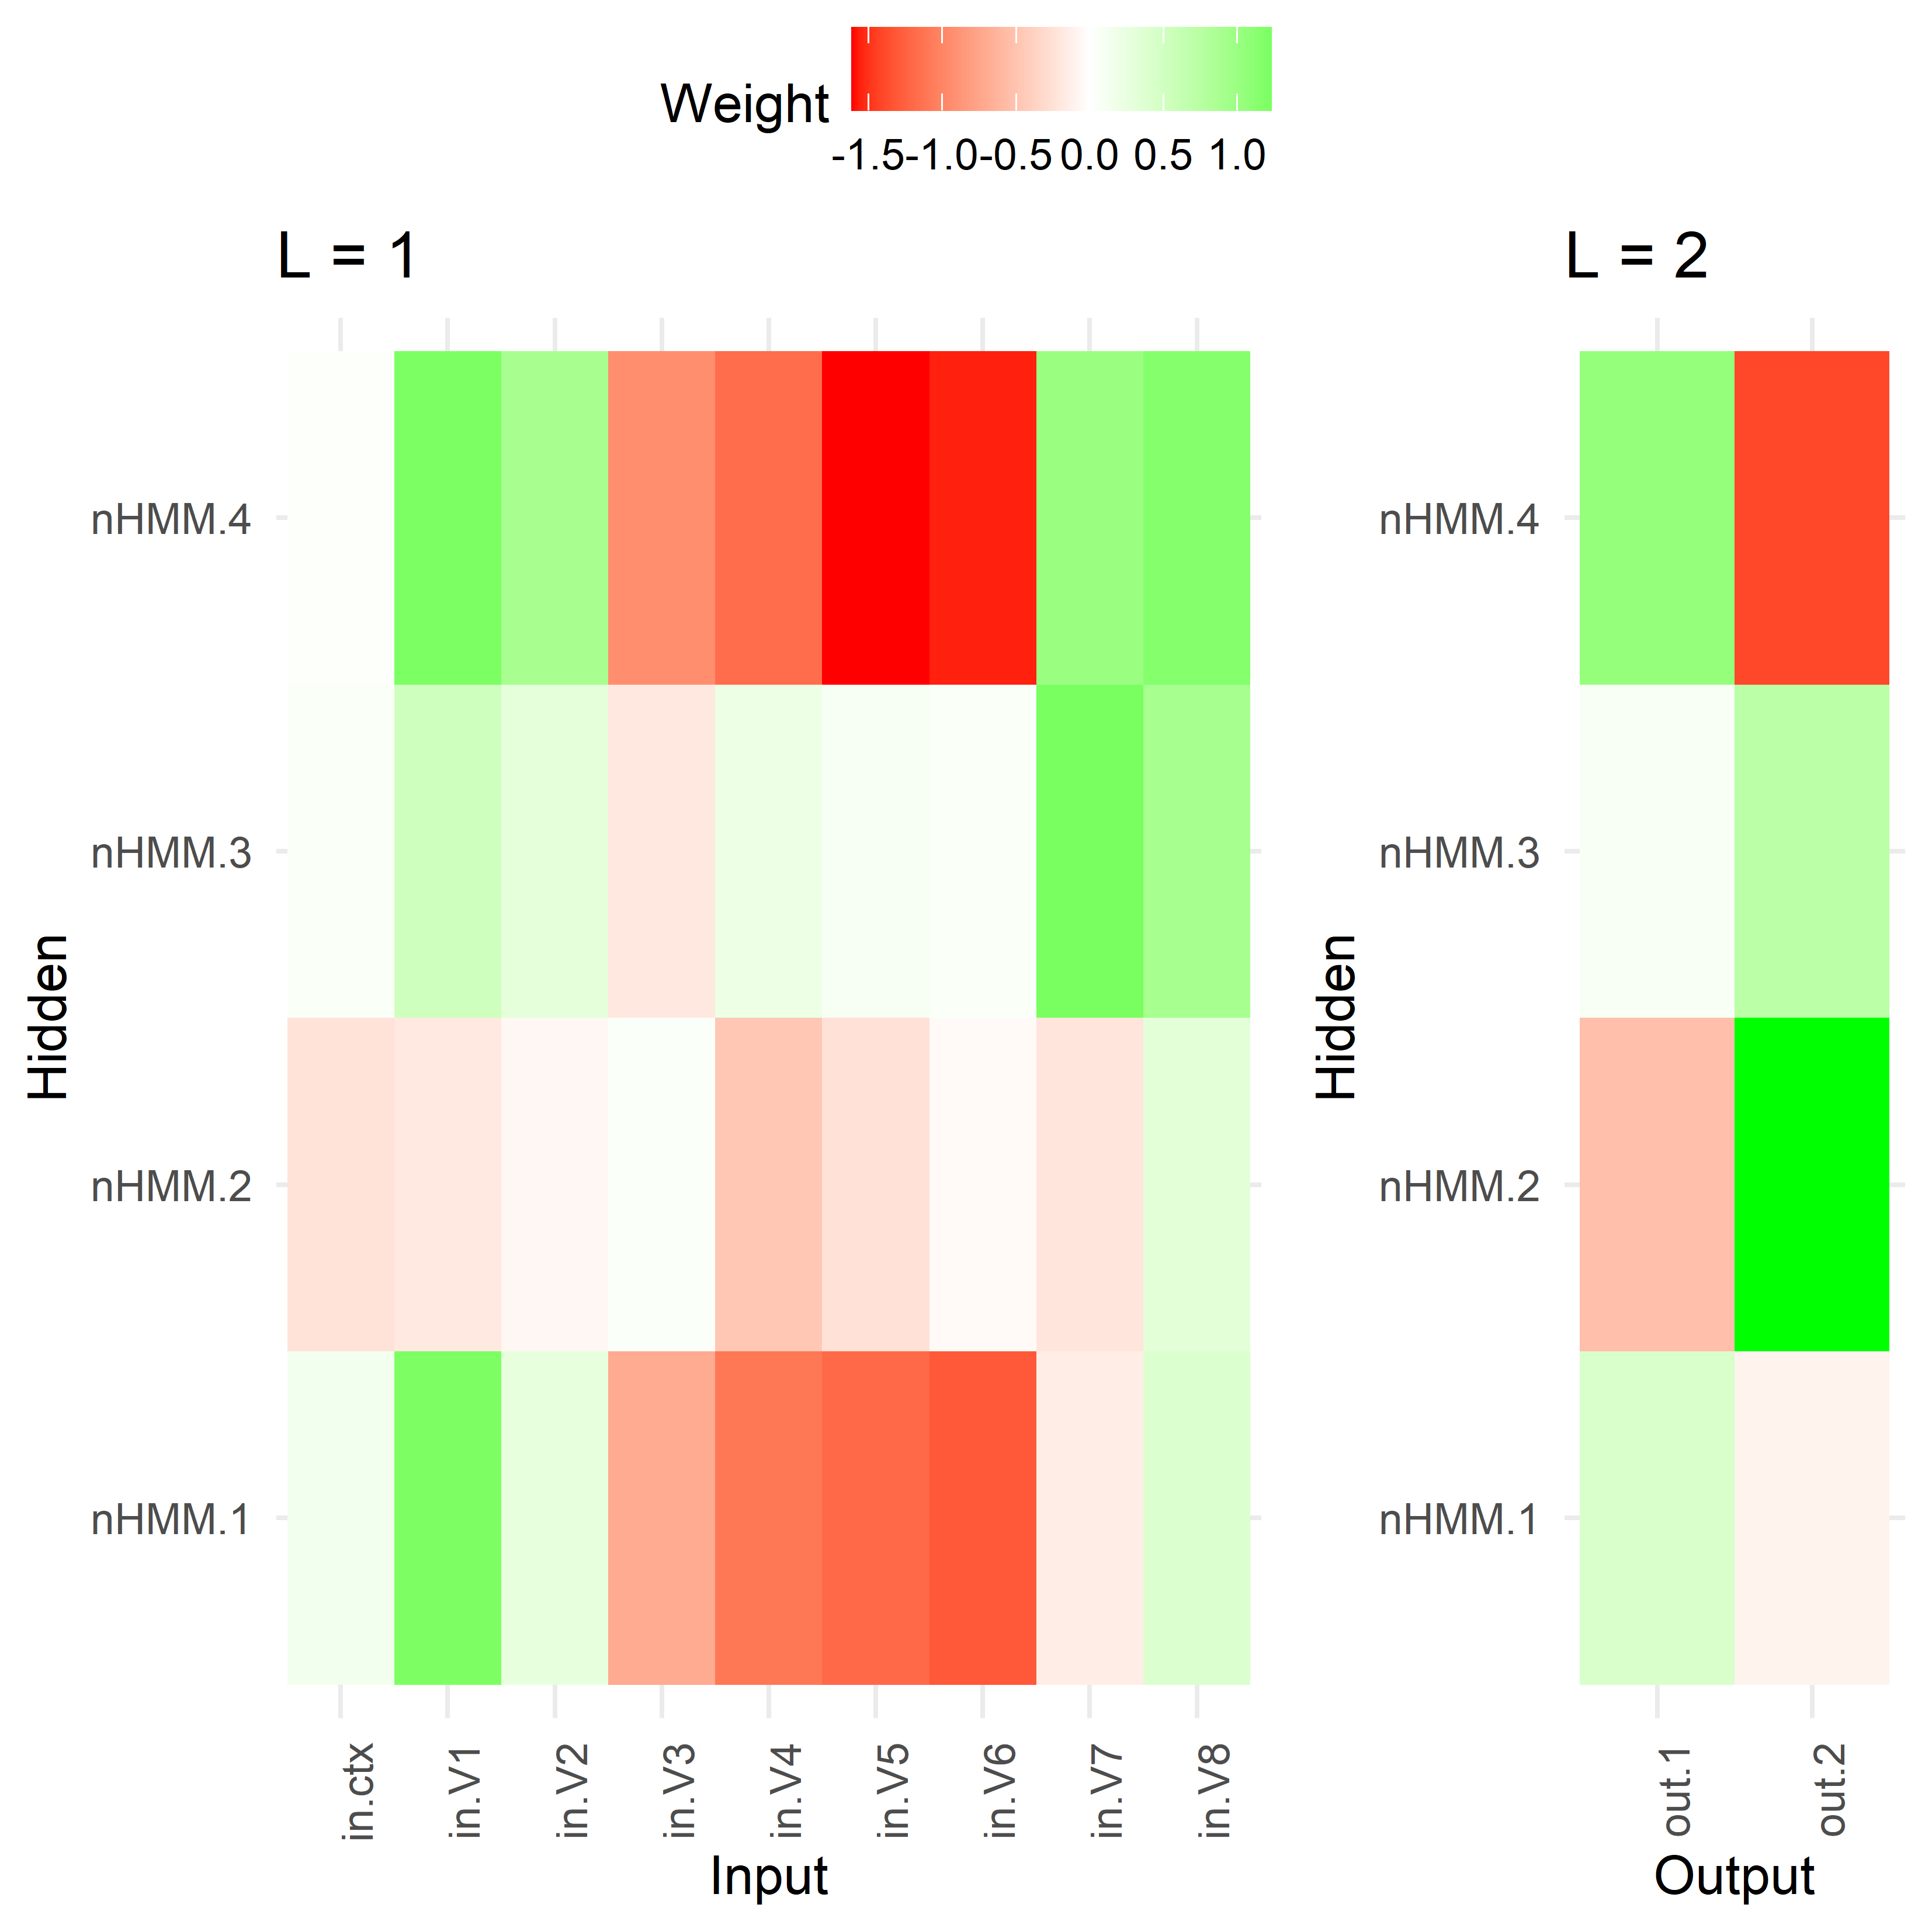 Weight
-1.5 -1.0 -0.5 0.0 0.5 1.0
L = 1
nHMM.4
nHMM.3
nHMM.2
nHMM.1
Hidden
in.ctx in.V1 in.V2 in.V3 in.V4 in.V5 in.V6 in.V7 in.V8
Input
L = 2
nHMM.4
nHMM.3
nHMM.2
nHMM.1
Hidden
out.1 out.2
Output